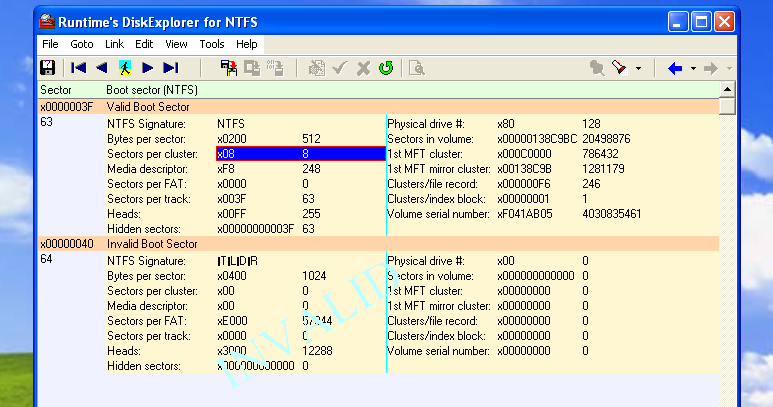 Runtime's DiskExplorer for NTFS
File Goto Link Edit View Tools Help
Sector Boot sector (NTFS)
x0000003F Valid Boot Sector
63 NTFS Signature: NTFS Physical drive #: x80 128
Bytes per sector: x0200 512 Sectors in volume: x00000138C9BC 20498876
Sectors per cluster: x08 8 1st MFT cluster: x000C0000 786432
Media descriptor: xF8 248 1st MFT mirror cluster: x00138C9B 1281179
Sectors per FAT: x0000 0 Clusters/file record: x000000F6 246
Sectors per track: x003F 63 Clusters/index block: x00000001 1
Heads: x00FF 255 Volume serial number: xF041AB05 4030835461
Hidden sectors: x00000000003F 63
x00000040 Invalid Boot Sector
64 NTFS Signature: Physical drive #: x00 0
Bytes per sector: x0400 1024 Sectors in volume: x000000000000 0
Sectors per cluster: x00 0 1st MFT cluster: x00000000 0
Media descriptor: x00 0 1st MFT mirror cluster: x00000000 0
Sectors per FAT: xE000 57344 Clusters/file record: x00000000 0
Sectors per track: x0000 0 Clusters/index block: x00000000 0
Heads: x3000 12288 Volume serial number: x00000000 0
Hidden sectors: x000000000000 0
INVALID